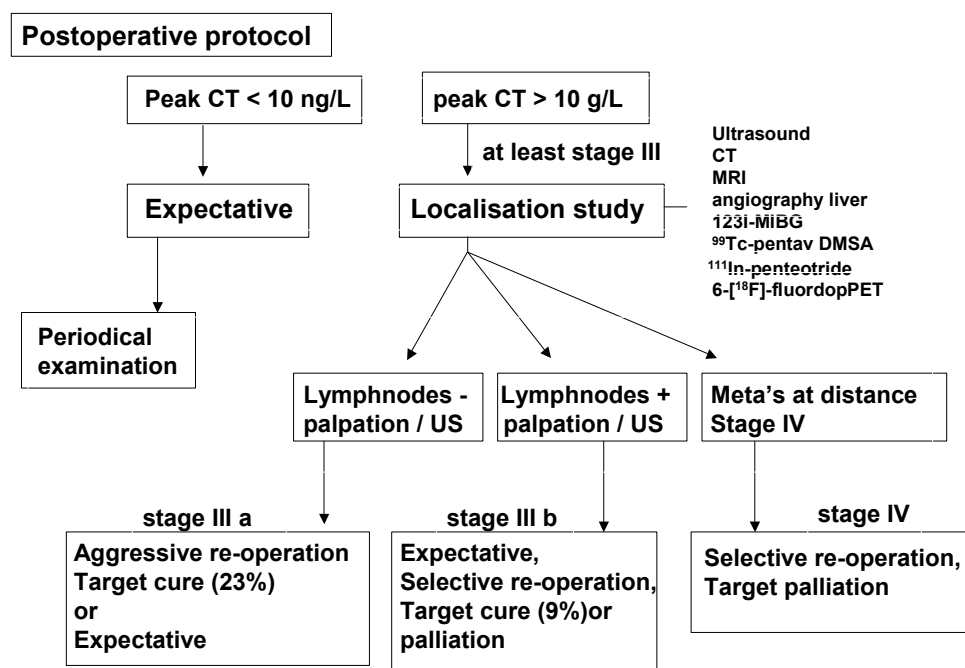 Postoperative protocol
Peak CT < 10 ng/L
peak CT > 10 g/L
at least stage III
Ultrasound
CT
MRI
angiography liver
123I-MIBG
⁹⁹Tc-pentav DMSA
¹¹¹In-penteotride
6-[¹⁸F]-fluordopPET
Expectative
Localisation study
Periodical
examination
Lymphnodes -
palpation / US
Lymphnodes +
palpation / US
Meta's at distance
Stage IV
stage III a
Aggressive re-operation
Target cure (23%)
or
Expectative
stage III b
Expectative,
Selective re-operation,
Target cure (9%)or
palliation
stage IV
Selective re-operation,
Target palliation